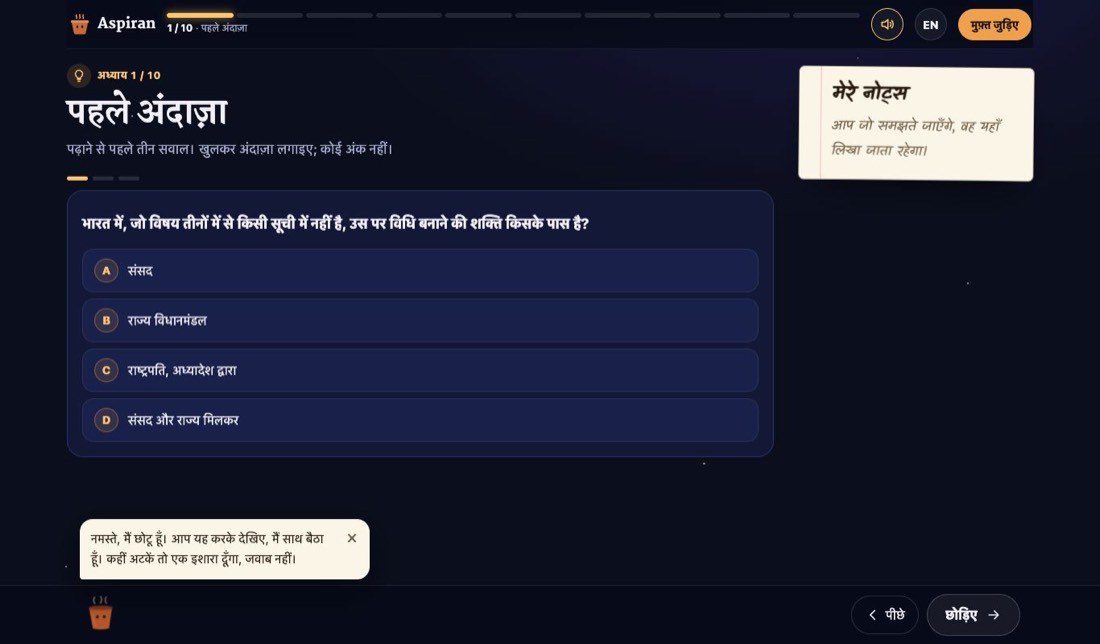 Aspiran
1 / 10 · पहले अंदाज़ा
EN
मुफ़्त जुड़िए
अध्याय 1 / 10
पहले अंदाज़ा
पढ़ाने से पहले तीन सवाल। खुलकर अंदाज़ा लगाइए; कोई अंक नहीं।
मेरे नोट्स
आप जो समझते जाएँगे, वह यहाँ
लिखा जाता रहेगा।
भारत में, जो विषय तीनों में से किसी सूची में नहीं है, उस पर विधि बनाने की शक्ति किसके पास है?
A संसद
B राज्य विधानमंडल
C राष्ट्रपति, अध्यादेश द्वारा
D संसद और राज्य मिलकर
नमस्ते, मैं छोटू हूँ। आप यह करके देखिए, मैं साथ बैठा
हूँ। कहीं अटकें तो एक इशारा दूँगा, जवाब नहीं।
पीछे
छोड़िए